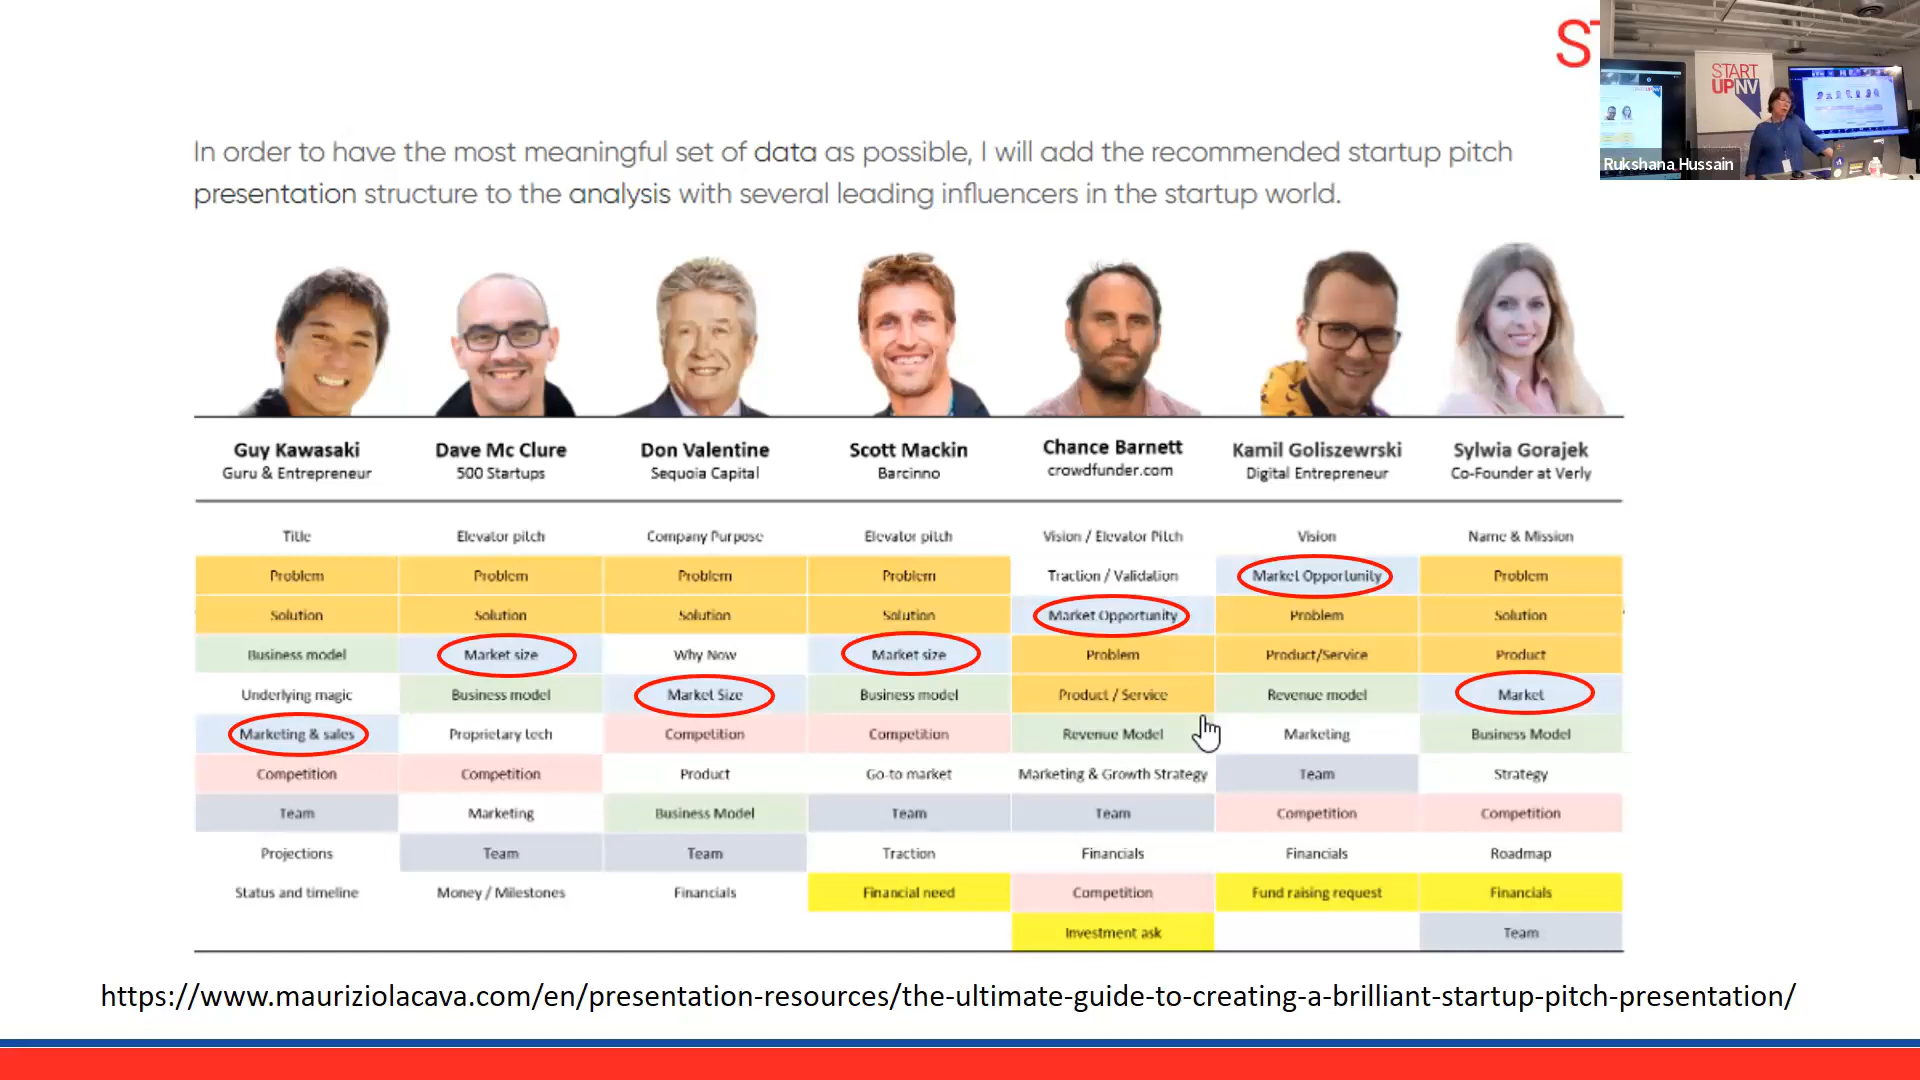 ST
START
UPNV
Rukshana Hussain
In order to have the most meaningful set of data as possible, I will add the recommended startup pitch
presentation structure to the analysis with several leading influencers in the startup world.
Guy Kawasaki Dave Mc Clure Don Valentine Scott Mackin Chance Barnett Kamil Goliszewrski Sylwia Gorajek
Guru & Entrepreneur 500 Startups Sequoia Capital Barcinno crowdfunder.com Digital Entrepreneur Co-Founder at Verly
Title Elevator pitch Company Purpose Elevator pitch Vision / Elevator Pitch Vision Name & Mission
Problem Problem Problem Problem Traction / Validation Market Opportunity Problem
Solution Solution Solution Solution Market Opportunity Problem Solution
Business model Market size Why Now Market size Problem Product/Service Product
Underlying magic Business model Market Size Business model Product / Service Revenue model Market
Marketing & sales Proprietary tech Competition Competition Revenue Model Marketing Business Model
Competition Competition Product Go-to market Marketing & Growth Strategy Team Strategy
Team Marketing Business Model Team Team Competition Competition
Projections Team Team Traction Financials Financials Roadmap
Status and timeline Money / Milestones Financials Financial need Competition Fund raising request Financials
Investment ask Team
https://www.mauriziolacava.com/en/presentation-resources/the-ultimate-guide-to-creating-a-brilliant-startup-pitch-presentation/